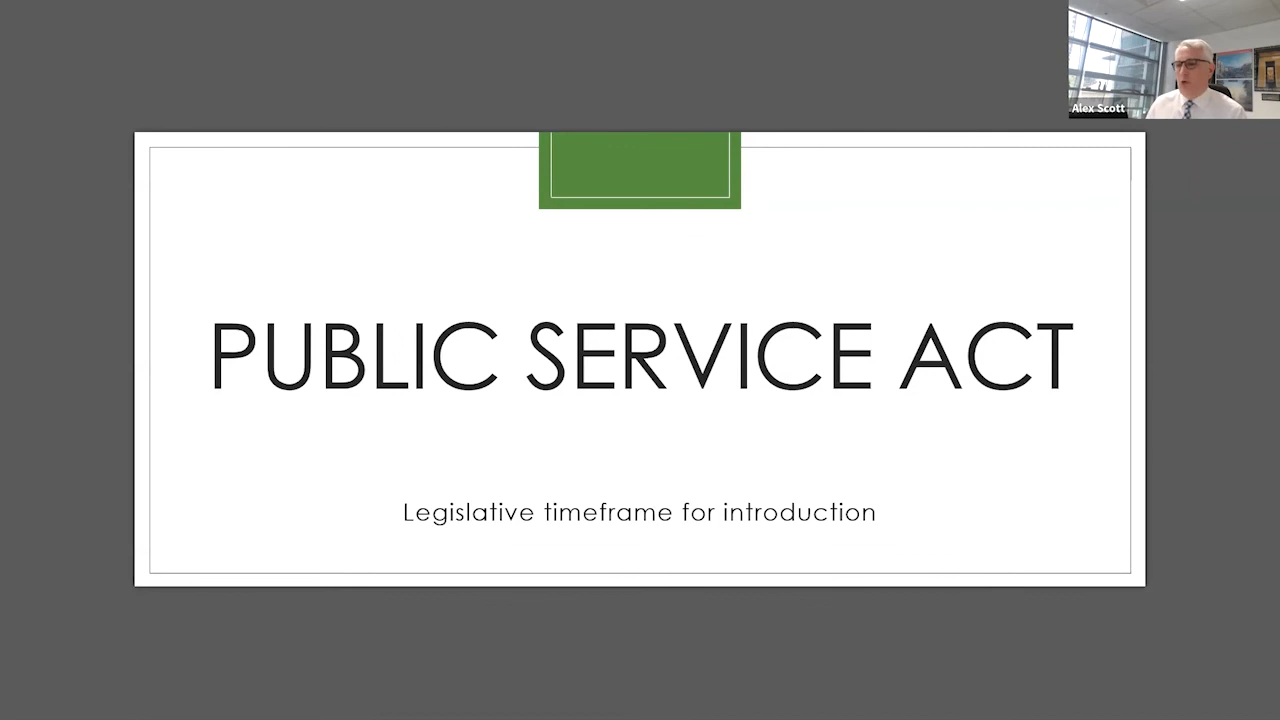 Alex Scott
PUBLIC SERVICE ACT
Legislative timeframe for introduction